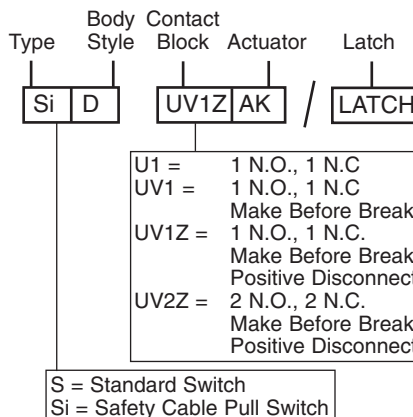 Body Contact
Type Style Block Actuator Latch
Si D UV1Z AK / LATCH
U1 = 1 N.O., 1 N.C
UV1 = 1 N.O., 1 N.C
Make Before Break
UV1Z = 1 N.O., 1 N.C.
Make Before Break
Positive Disconnect
UV2Z = 2 N.O., 2 N.C.
Make Before Break
Positive Disconnect
S = Standard Switch
Si = Safety Cable Pull Switch